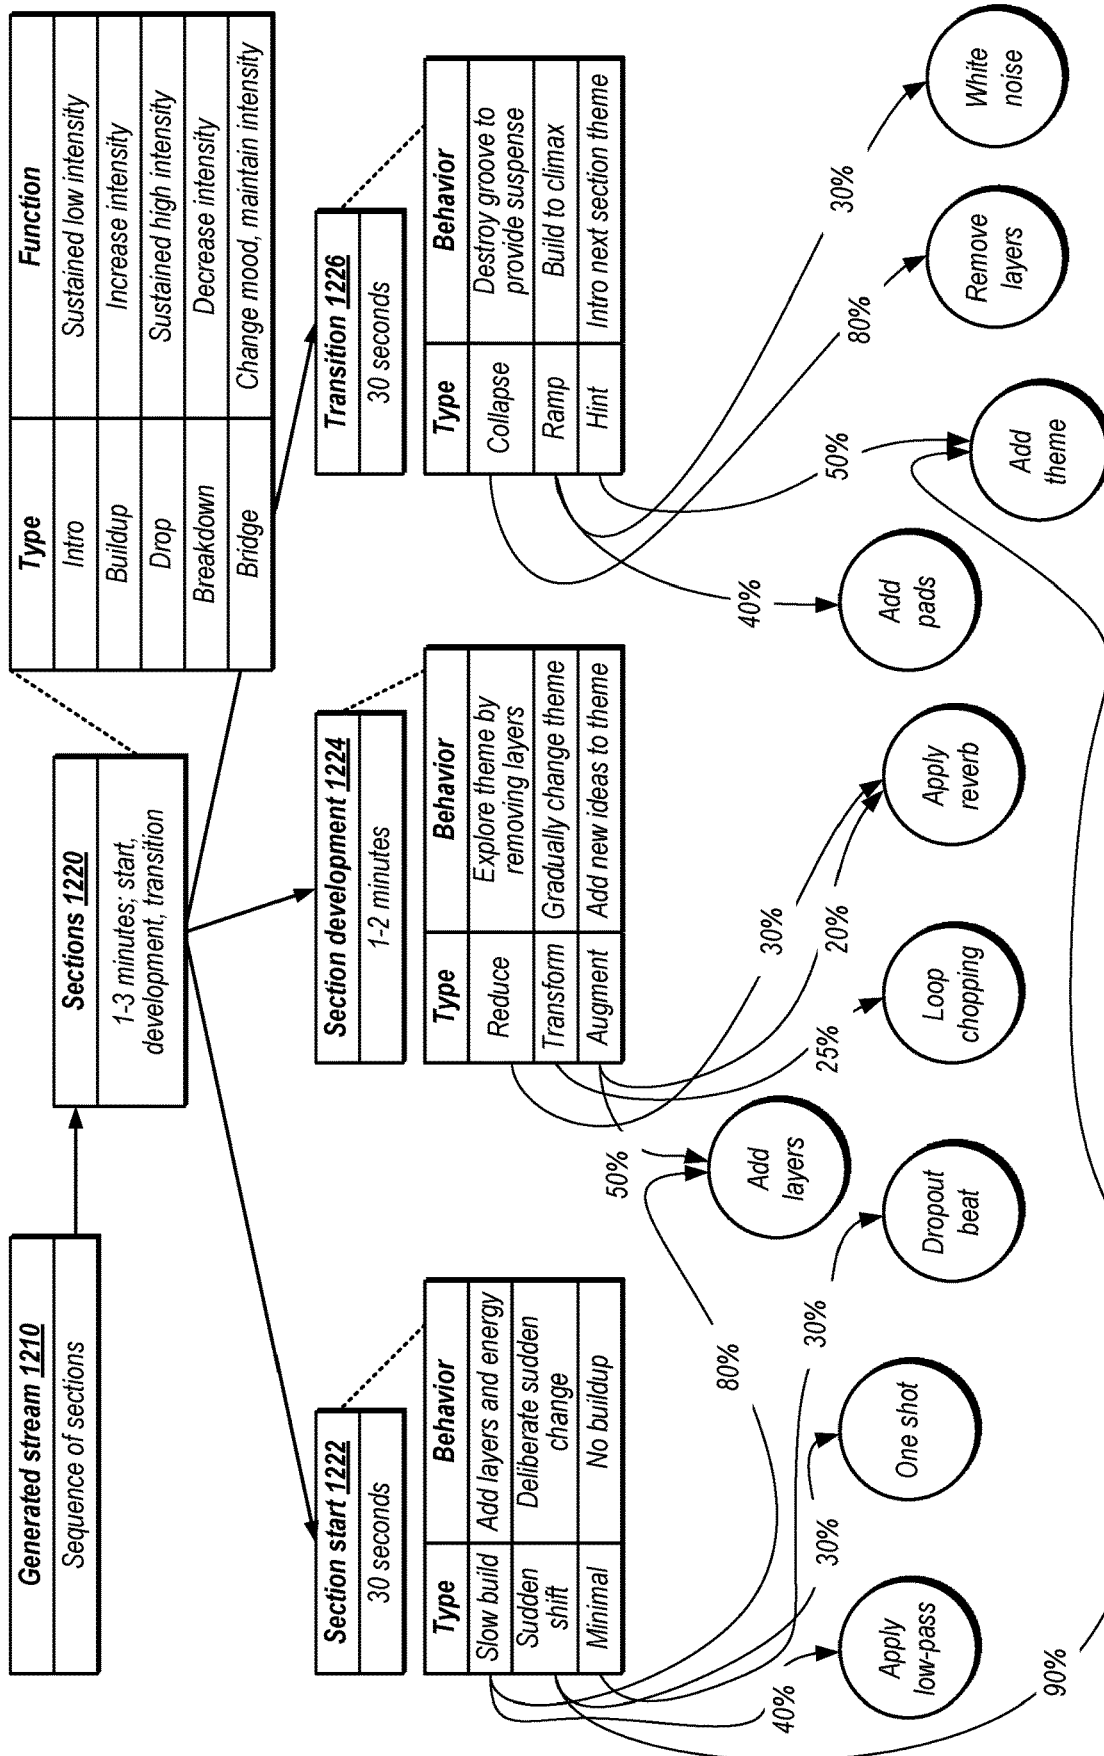 Generated stream 1210
Sequence of sections
Sections 1220
1-3 minutes; start,
development, transition
Type
Function
Intro
Sustained low intensity
Buildup
Increase intensity
Drop
Sustained high intensity
Breakdown
Decrease intensity
Bridge
Change mood, maintain intensity
Section start 1222
30 seconds
Section development 1224
1-2 minutes
Transition 1226
30 seconds
Type
Behavior
Slow build
Add layers and energy
Sudden
shift
Deliberate sudden
change
Minimal
No buildup
Type
Behavior
Reduce
Explore theme by
removing layers
Transform
Gradually change theme
Augment
Add new ideas to theme
Type
Behavior
Collapse
Destroy groove to
provide suspense
Ramp
Build to climax
Hint
Intro next section theme
40%
30%
80%
30%
50%
25%
30%
20%
40%
50%
80%
30%
90%
Add
layers
Apply
low-pass
One shot
Dropout
beat
Loop
chopping
Apply
reverb
Add
pads
Add
theme
Remove
layers
White
noise